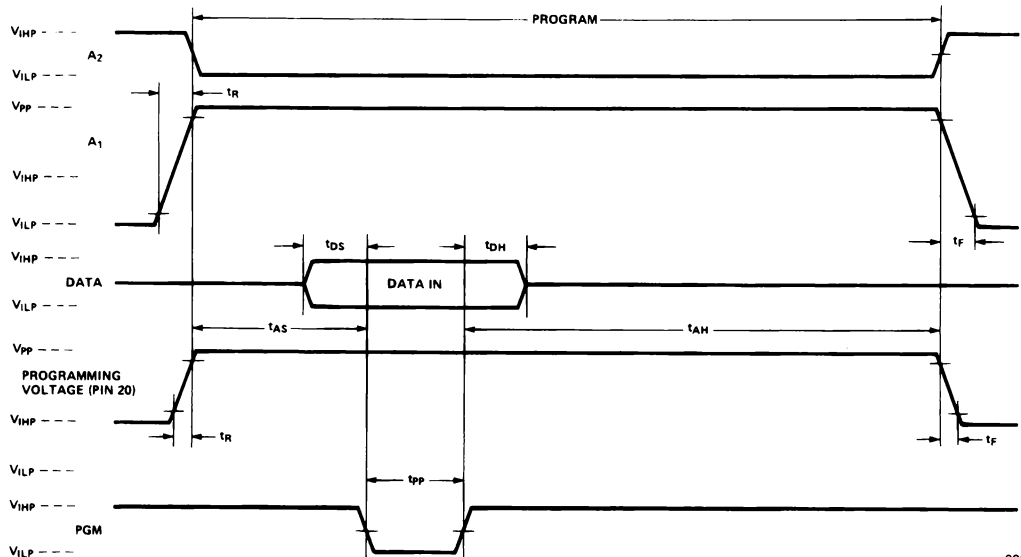 PROGRAM
VIHP
A2
VILP
tR
VPP
A1
VIHP
VILP
tF
VIHP
tDS
tDH
DATA
DATA IN
VILP
tAS
tAH
VPP
PROGRAMMING
VOLTAGE (PIN 20)
VIHP
tR
tF
VILP
tPP
VIHP
PGM
VILP